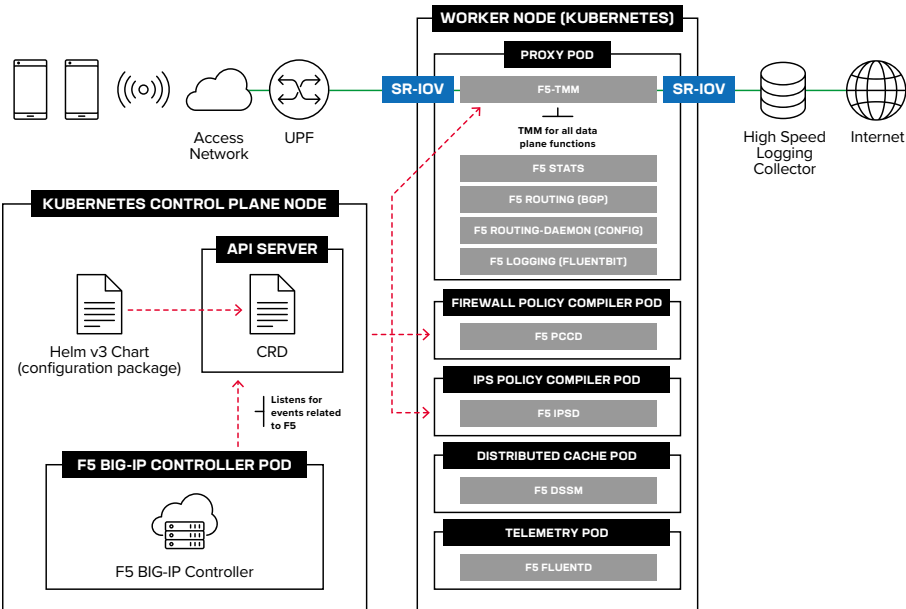 WORKER NODE (KUBERNETES)
PROXY POD
SR-IOV
F5-TMM
SR-IOV
Access
Network
UPF
TMM for all data
plane functions
High Speed
Logging
Collector
Internet
F5 STATS
F5 ROUTING (BGP)
F5 ROUTING-DAEMON (CONFIG)
F5 LOGGING (FLUENTBIT)
KUBERNETES CONTROL PLANE NODE
API SERVER
Helm v3 Chart
(configuration package)
CRD
Listens for
events related
to F5
F5 BIG-IP CONTROLLER POD
F5 BIG-IP Controller
FIREWALL POLICY COMPILER POD
F5 PCCD
IPS POLICY COMPILER POD
F5 IPSD
DISTRIBUTED CACHE POD
F5 DSSM
TELEMETRY POD
F5 FLUENTD